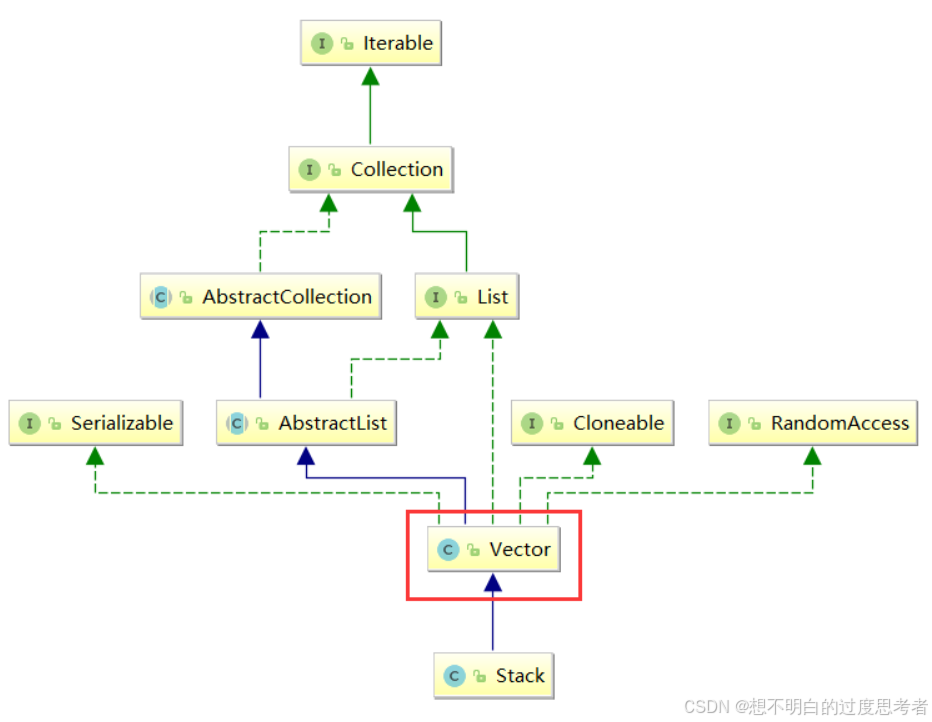 I Iterable
I Collection
C AbstractCollection
I List
I Serializable
C AbstractList
I Cloneable
I RandomAccess
C Vector
C Stack
CSDN @想不明白的过度思考者